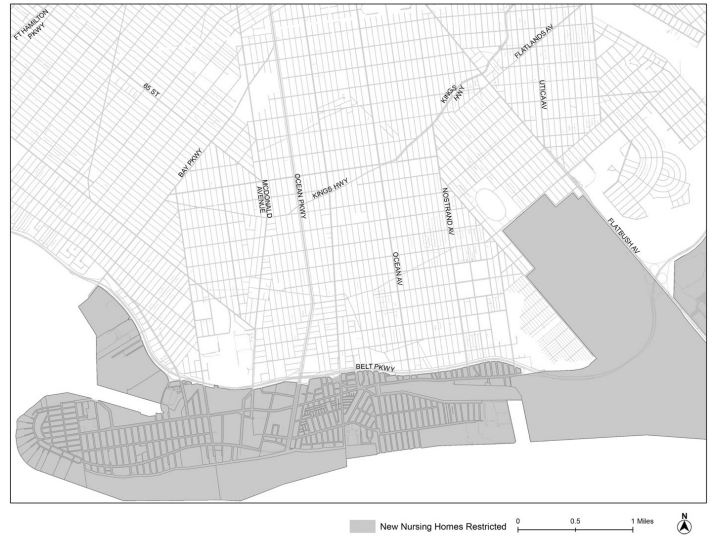 FT HAMILTON
PKWY
65 ST
BAY PKWY
MCDONALD
AVENUE
OCEAN PKWY
KINGS HWY
KINGS
HWY
FLATLANDS AV
UTICA AV
NOSTRAND AV
OCEAN AV
FLATBUSH AV
BELT PKWY
New Nursing Homes Restricted
0 0.5 1 Miles
N